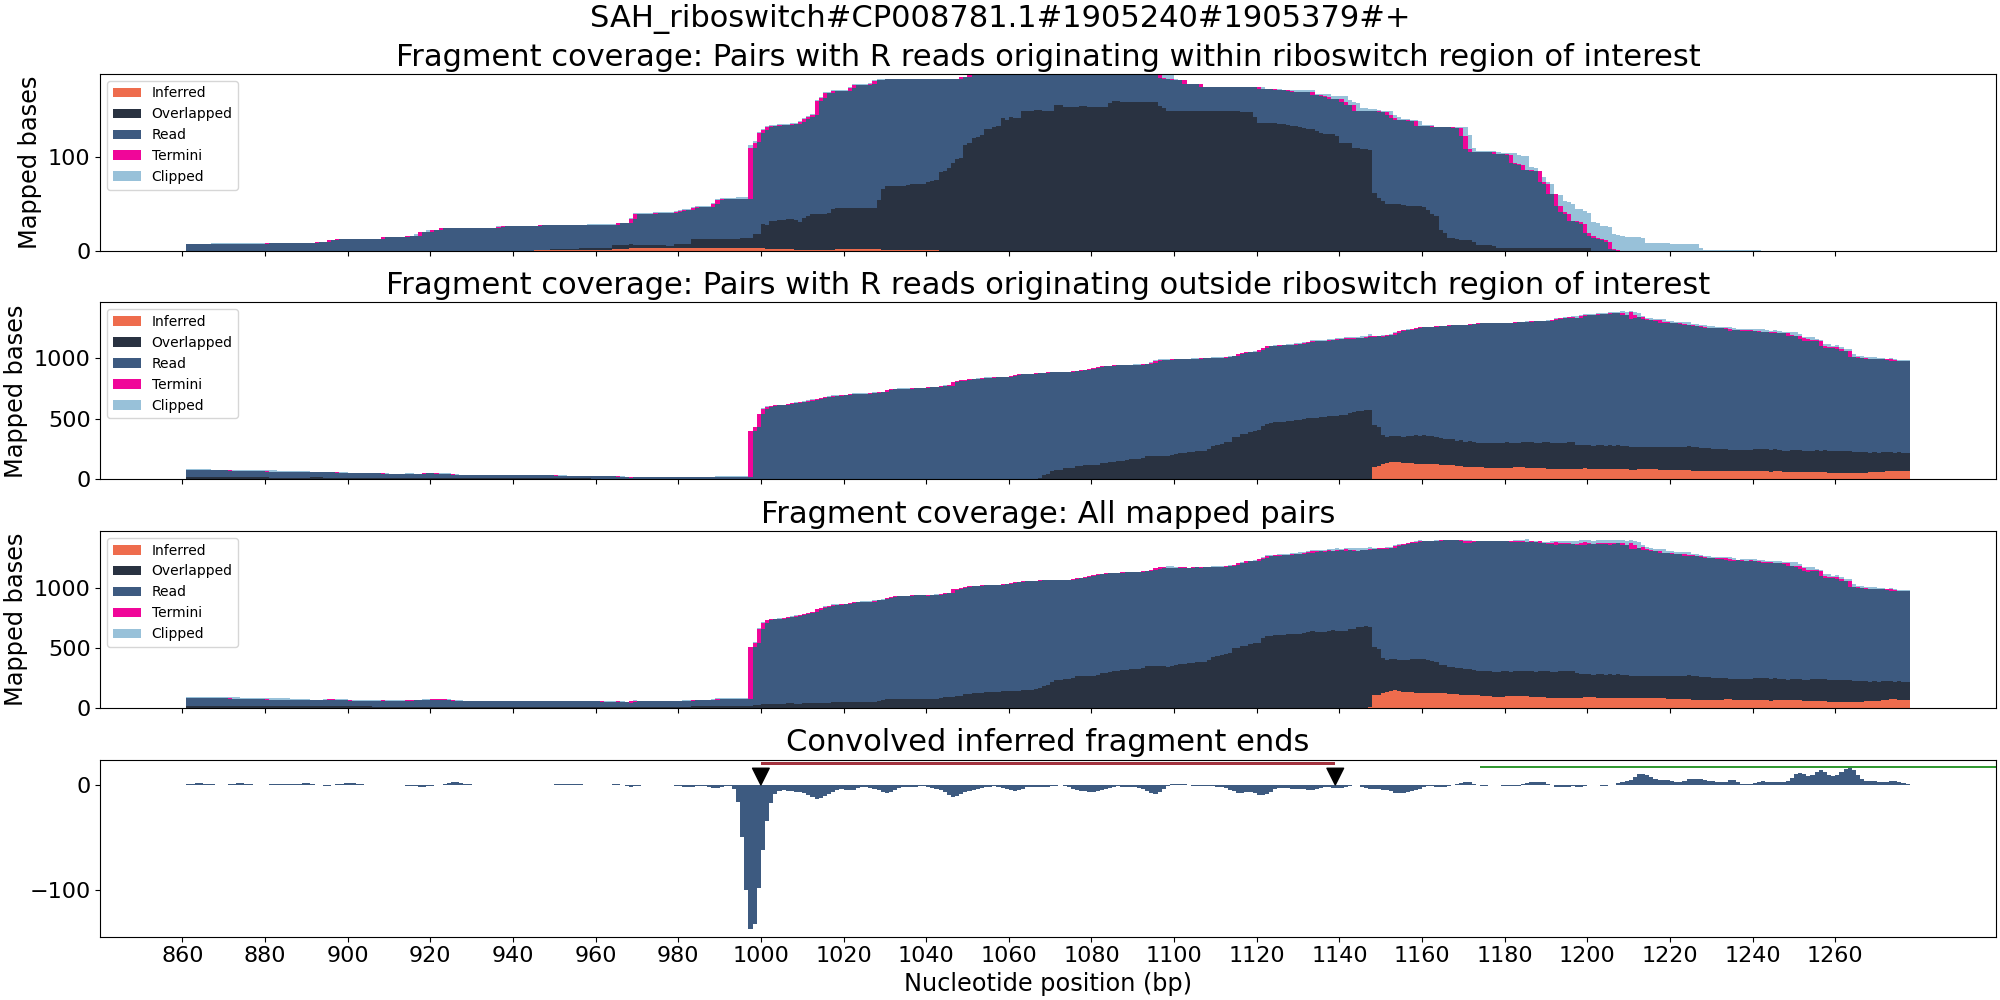 SAH_riboswitch#CP008781.1#1905240#1905379#+
Fragment coverage: Pairs with R reads originating within riboswitch region of interest
Mapped bases
100
0
Inferred
Overlapped
Read
Termini
Clipped
Fragment coverage: Pairs with R reads originating outside riboswitch region of interest
Mapped bases
1000
500
0
Inferred
Overlapped
Read
Termini
Clipped
Fragment coverage: All mapped pairs
Mapped bases
1000
500
0
Inferred
Overlapped
Read
Termini
Clipped
Convolved inferred fragment ends
0
−100
860 880 900 920 940 960 980 1000 1020 1040 1060 1080 1100 1120 1140 1160 1180 1200 1220 1240 1260
Nucleotide position (bp)